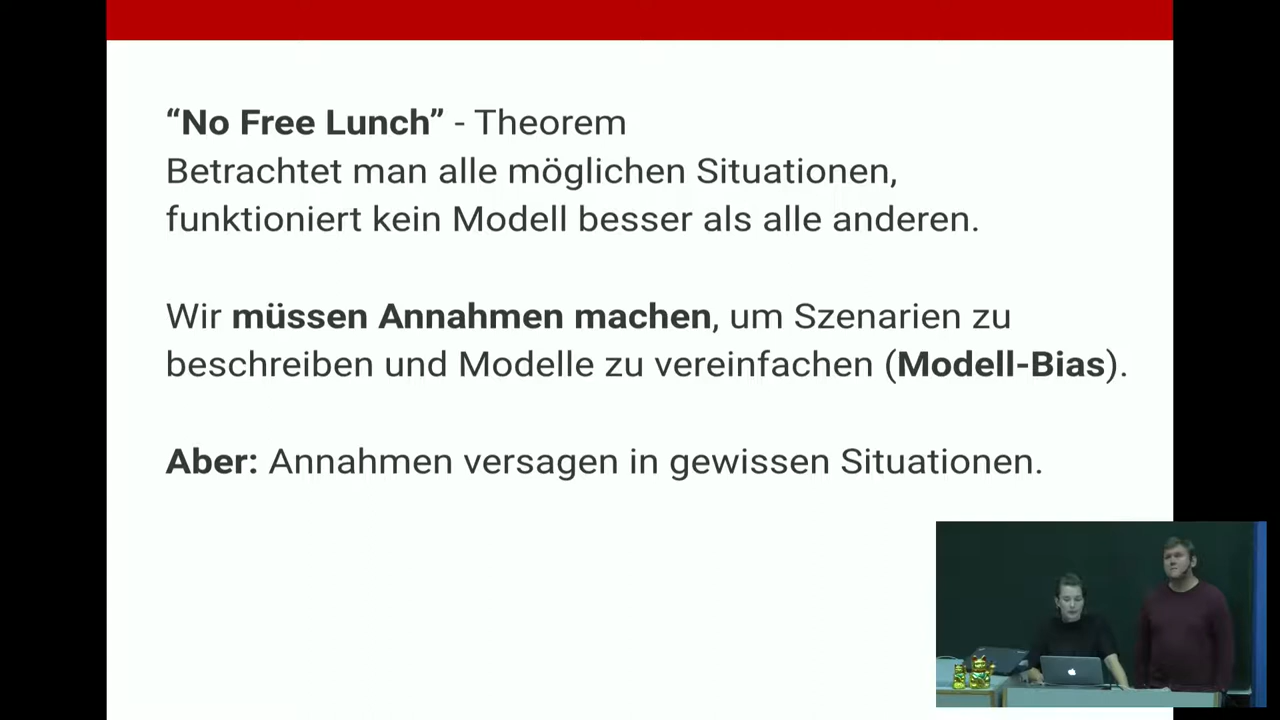 “No Free Lunch” - Theorem
Betrachtet man alle möglichen Situationen,
funktioniert kein Modell besser als alle anderen.
Wir müssen Annahmen machen, um Szenarien zu
beschreiben und Modelle zu vereinfachen (Modell-Bias).
Aber: Annahmen versagen in gewissen Situationen.